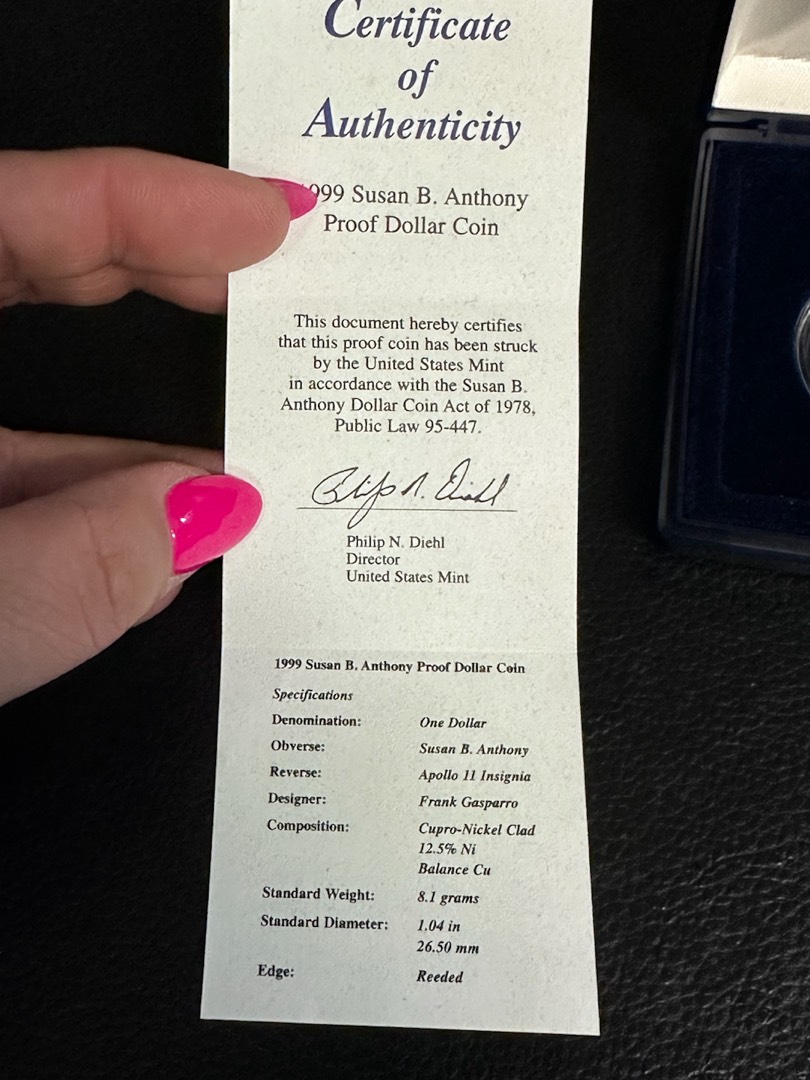 Certificate
of
Authenticity
999 Susan B. Anthony
Proof Dollar Coin
This document hereby certifies
that this proof coin has been struck
by the United States Mint
in accordance with the Susan B.
Anthony Dollar Coin Act of 1978,
Public Law 95-447.
Philip N. Diehl
Philip N. Diehl
Director
United States Mint
1999 Susan B. Anthony Proof Dollar Coin
Specifications
Denomination: One Dollar
Obverse: Susan B. Anthony
Reverse: Apollo 11 Insignia
Designer: Frank Gasparro
Composition: Cupro-Nickel Clad
12.5% Ni
Balance Cu
Standard Weight: 8.1 grams
Standard Diameter: 1.04 in
26.50 mm
Edge: Reeded